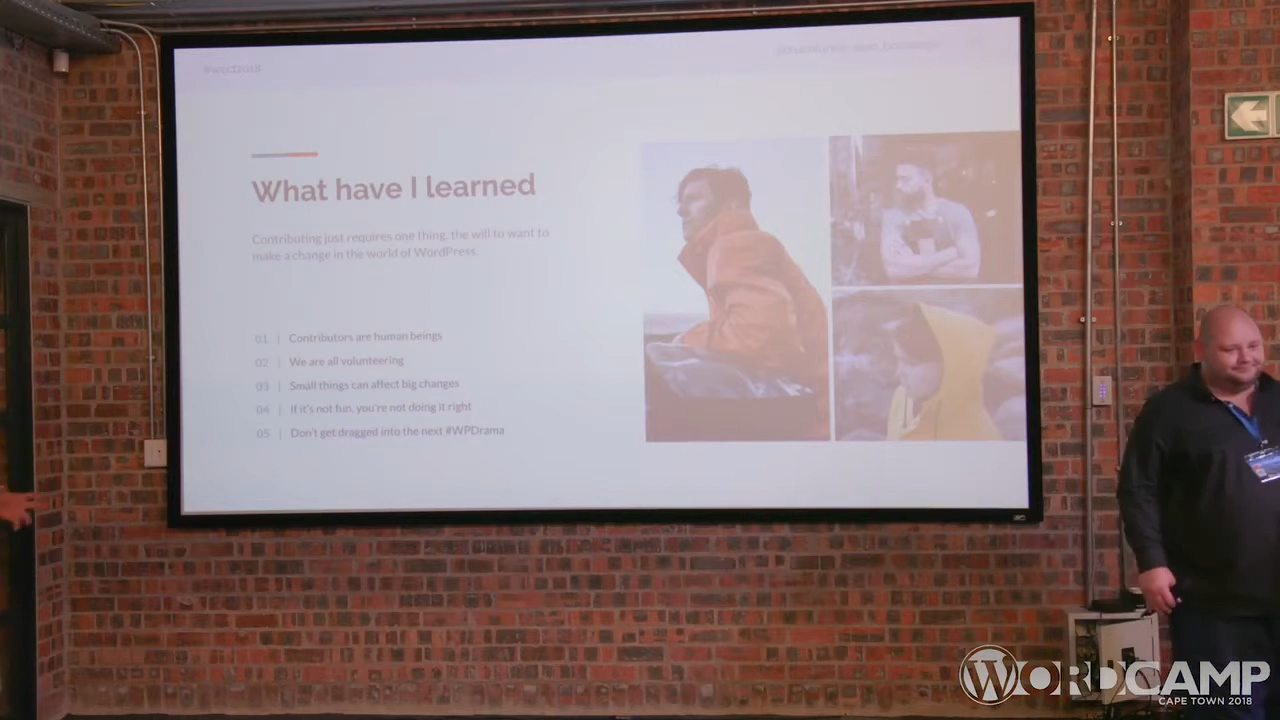 #wcct2018
What have I learned
Contributing just requires one thing, the will to want to
make a change in the world of WordPress.
01 | Contributors are human beings
02 | We are all volunteering
03 | Small things can affect big changes
04 | If it's not fun, you're not doing it right
05 | Don't get dragged into the next #WPDrama
WORDCAMP
CAPE TOWN 2018